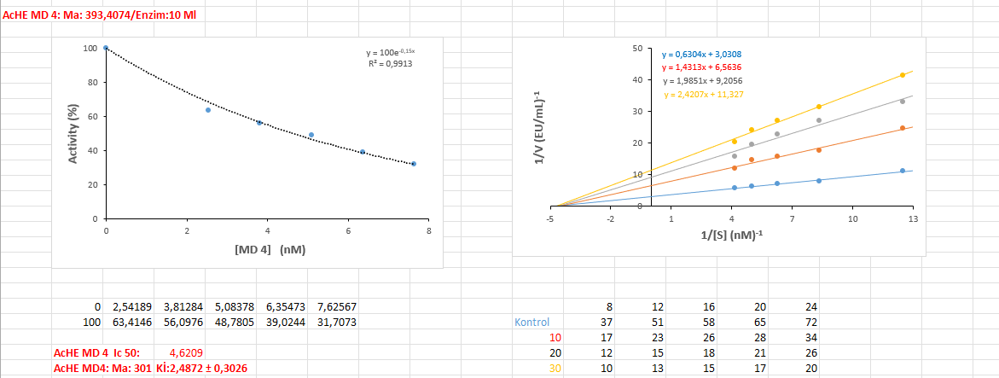 AcHE MD 4: Ma: 393,4074/Enzim:10 Ml
y = 100e-0,15x
R² = 0,9913
100
80
60
40
20
0
Activity (%)
0 2 4 6 8
[MD 4] (nM)
y = 0,6304x + 3,0308
y = 1,4313x + 6,5636
y = 1,9851x + 9,2056
y = 2,4207x + 11,327
50
40
30
20
10
0
1/V (EU/mL)-1
-5 -2 1 4 7 10 13
1/[S] (nM)-1
0 2,54189 3,81284 5,08378 6,35473 7,62567
100 63,4146 56,0976 48,7805 39,0244 31,7073
AcHE MD 4 Ic 50: 4,6209
AcHE MD4: Ma: 301 Kİ:2,4872 ± 0,3026
8 12 16 20 24
Kontrol 37 51 58 65 72
10 17 23 26 28 34
20 12 15 18 21 26
30 10 13 15 17 20